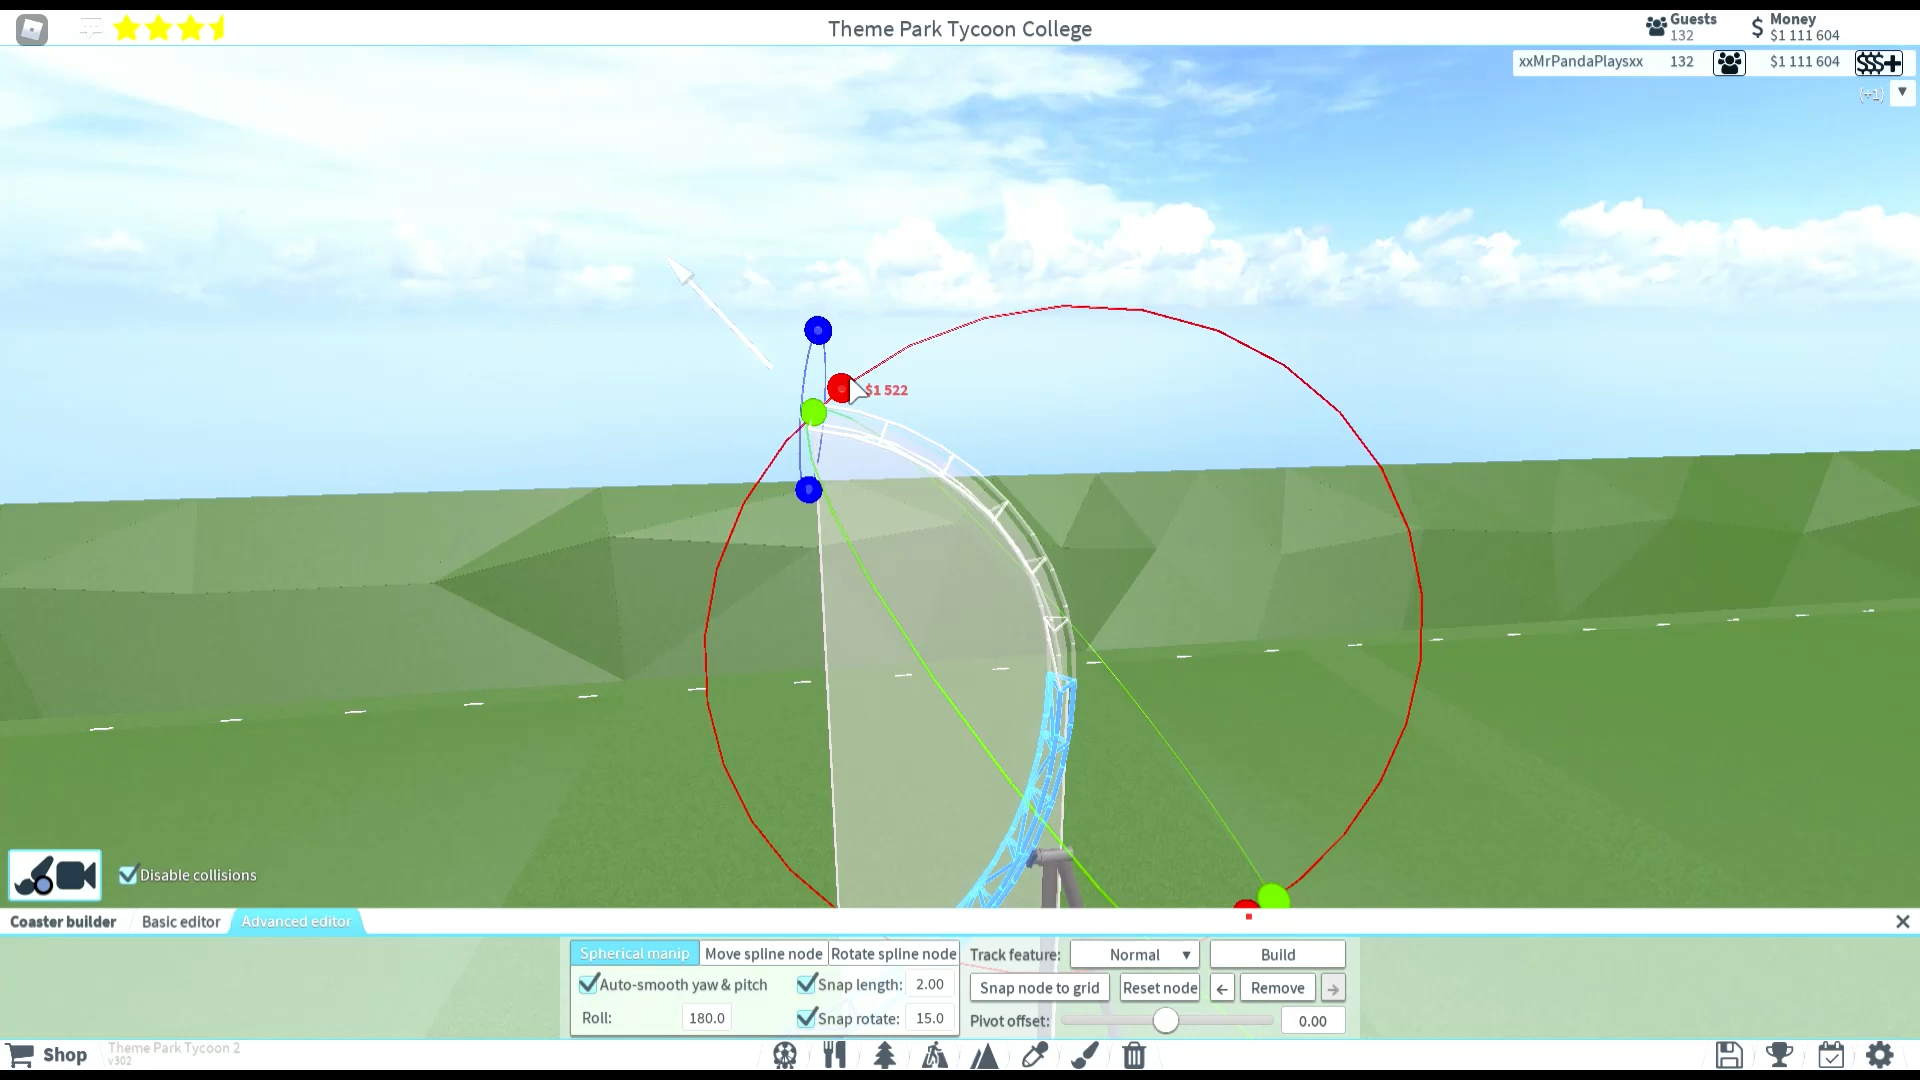 Theme Park Tycoon College
Guests
132
Money
$1 111 604
xxMrPandaPlaysxx 132 $1 111 604 $$$+
(+1)
$1 522
Disable collisions
Coaster builder Basic editor Advanced editor
Spherical manip Move spline node Rotate spline node Track feature: Normal Build
Auto-smooth yaw & pitch Snap length: 2.00 Snap node to grid Reset node ← Remove →
Roll: 180.0 Snap rotate: 15.0 Pivot offset: 0.00
Shop Theme Park Tycoon 2
v302